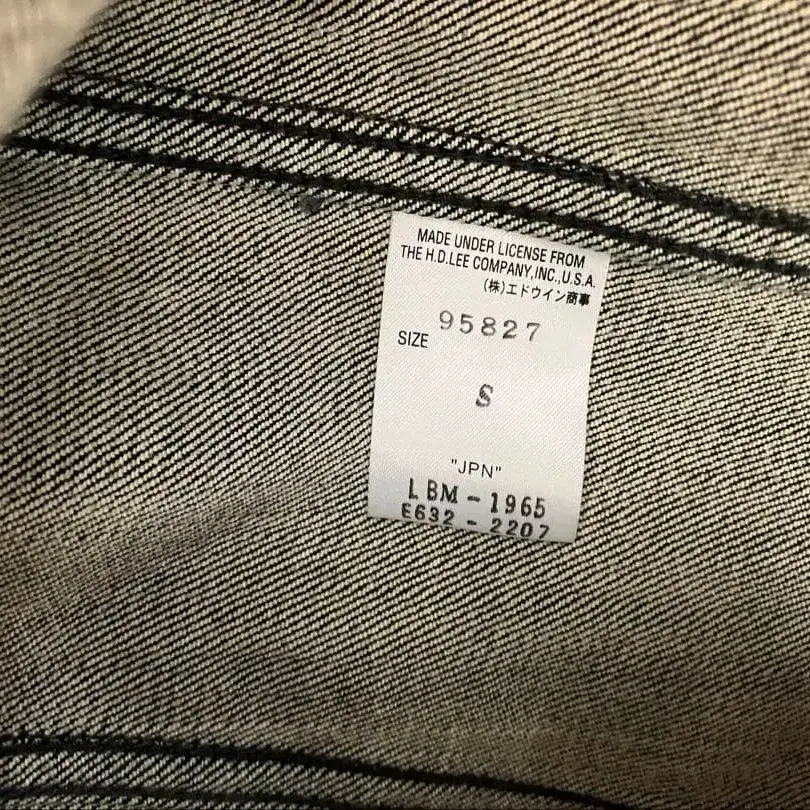 MADE UNDER LICENSE FROM
THE H.D.LEE COMPANY,INC.,U.S.A.
(株)エドウイン商事
95827
SIZE
S
"JPN"
LBM-1965
E632-2207